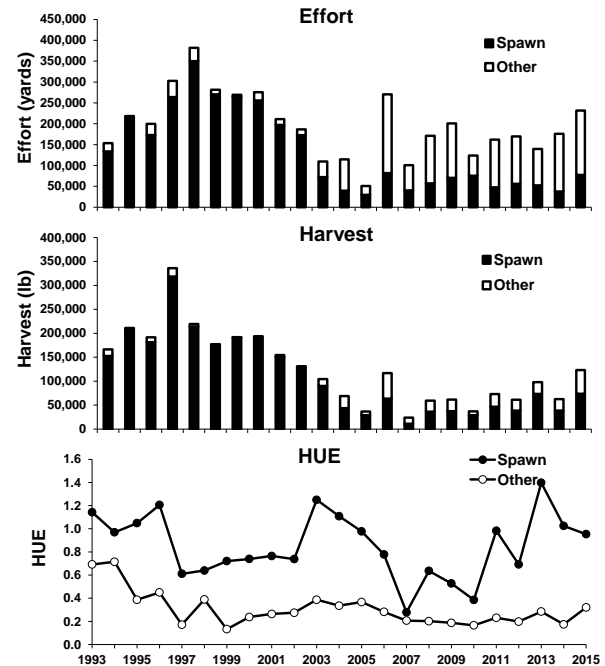 Effort
450,000
400,000
350,000
300,000
250,000
200,000
150,000
100,000
50,000
0
Effort (yards)
Spawn
Other
Harvest
400,000
350,000
300,000
250,000
200,000
150,000
100,000
50,000
0
Harvest (lb)
Spawn
Other
HUE
1.6
1.4
1.2
1.0
0.8
0.6
0.4
0.2
0.0
HUE
Spawn
Other
1993 1995 1997 1999 2001 2003 2005 2007 2009 2011 2013 2015